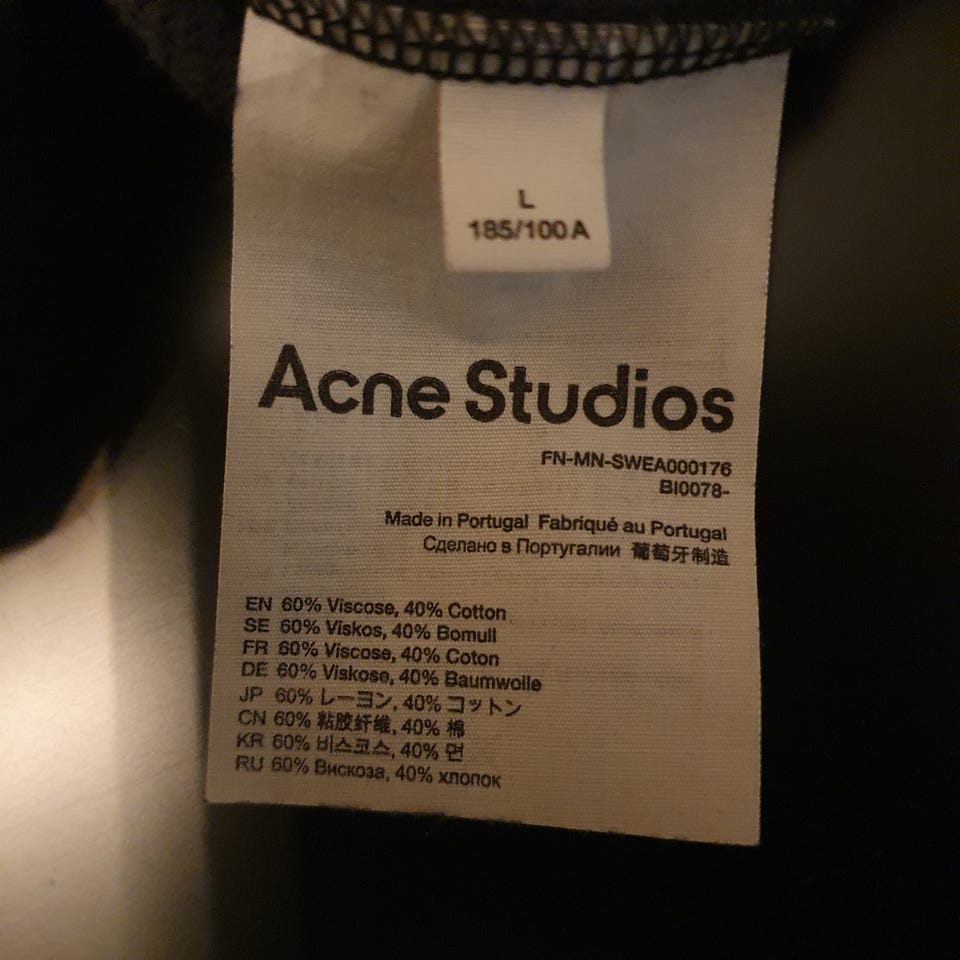 L
185/100A
Acne Studios
FN-MN-SWEA000176
BI0078-
Made in Portugal Fabriqué au Portugal
Сделано в Португалии 葡萄牙制造
EN 60% Viscose, 40% Cotton
SE 60% Viskos, 40% Bomull
FR 60% Viscose, 40% Coton
DE 60% Viskose, 40% Baumwolle
JP 60% レーヨン, 40% コットン
CN 60% 粘胶纤维, 40% 棉
KR 60% 비스코스, 40% 면
RU 60% Вискоза, 40% хлопок